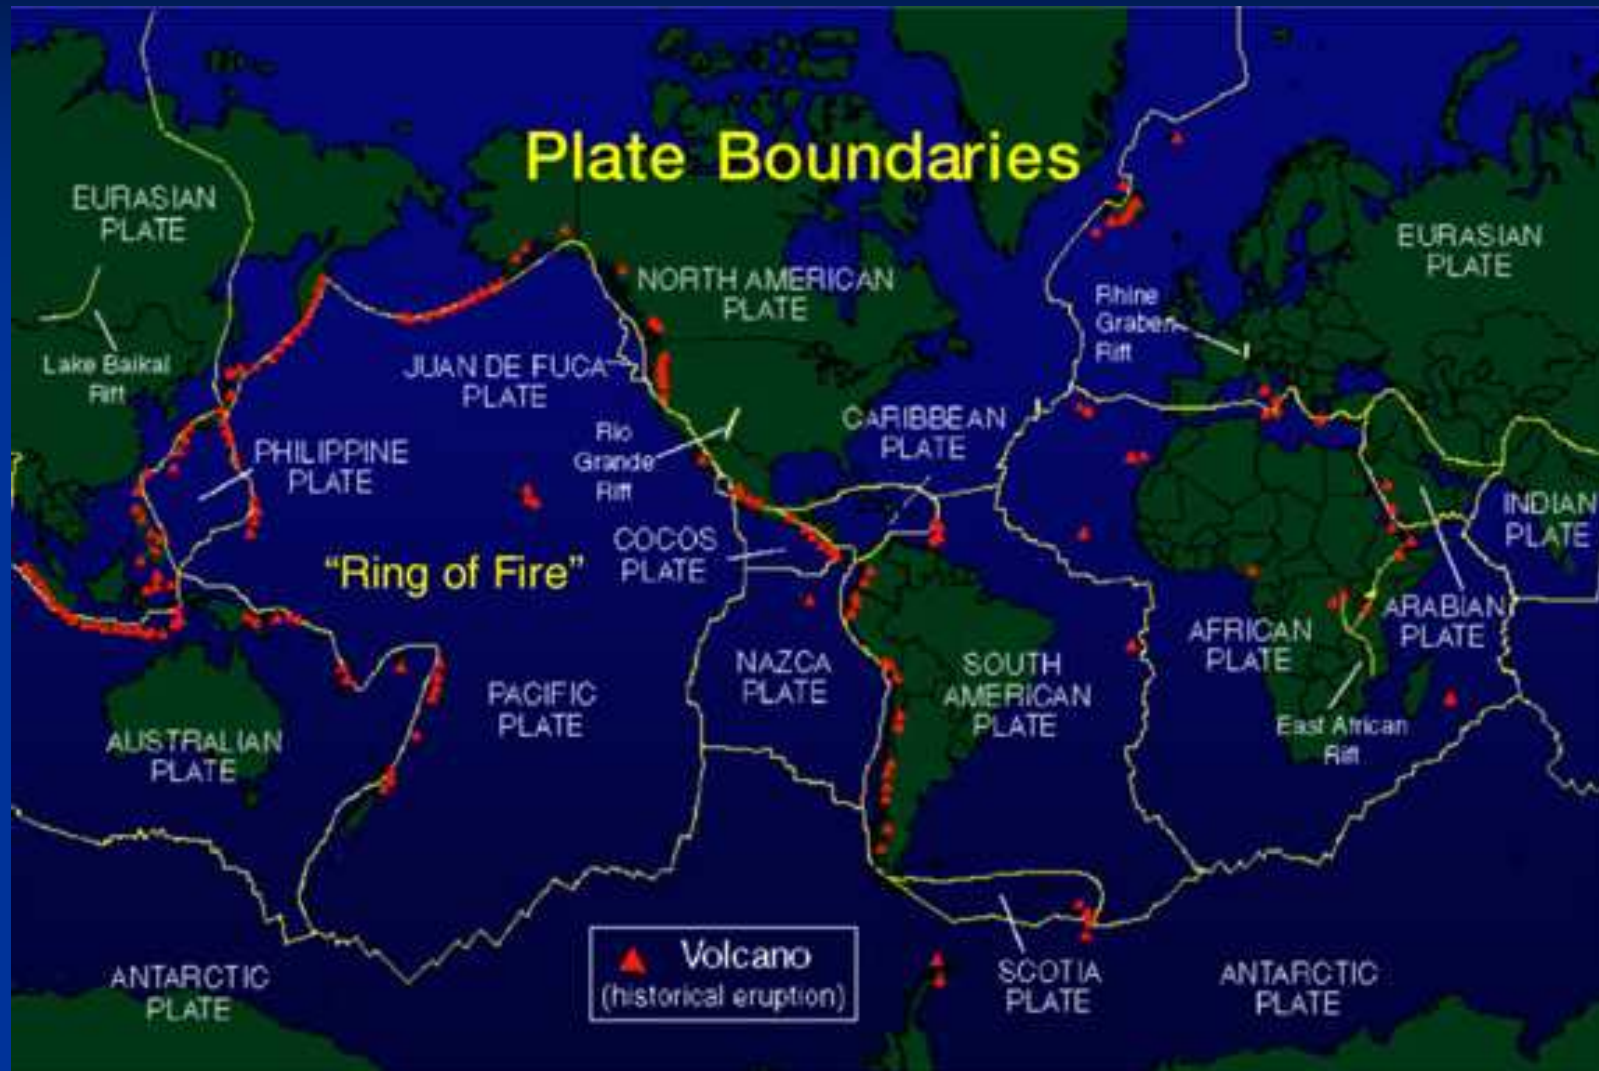 Plate Boundaries
EURASIAN
PLATE
EURASIAN
PLATE
NORTH AMERICAN
PLATE
Rhine
Graben
Rift
Lake Baikal
Rift
JUAN DE FUCA
PLATE
CARIBBEAN
PLATE
Rio
Grande
Rift
PHILIPPINE
PLATE
INDIAN
PLATE
COCOS
PLATE
"Ring of Fire"
ARABIAN
PLATE
AFRICAN
PLATE
NAZCA
PLATE
SOUTH
AMERICAN
PLATE
PACIFIC
PLATE
East African
Rift
AUSTRALIAN
PLATE
Volcano
(historical eruption)
SCOTIA
PLATE
ANTARCTIC
PLATE
ANTARCTIC
PLATE